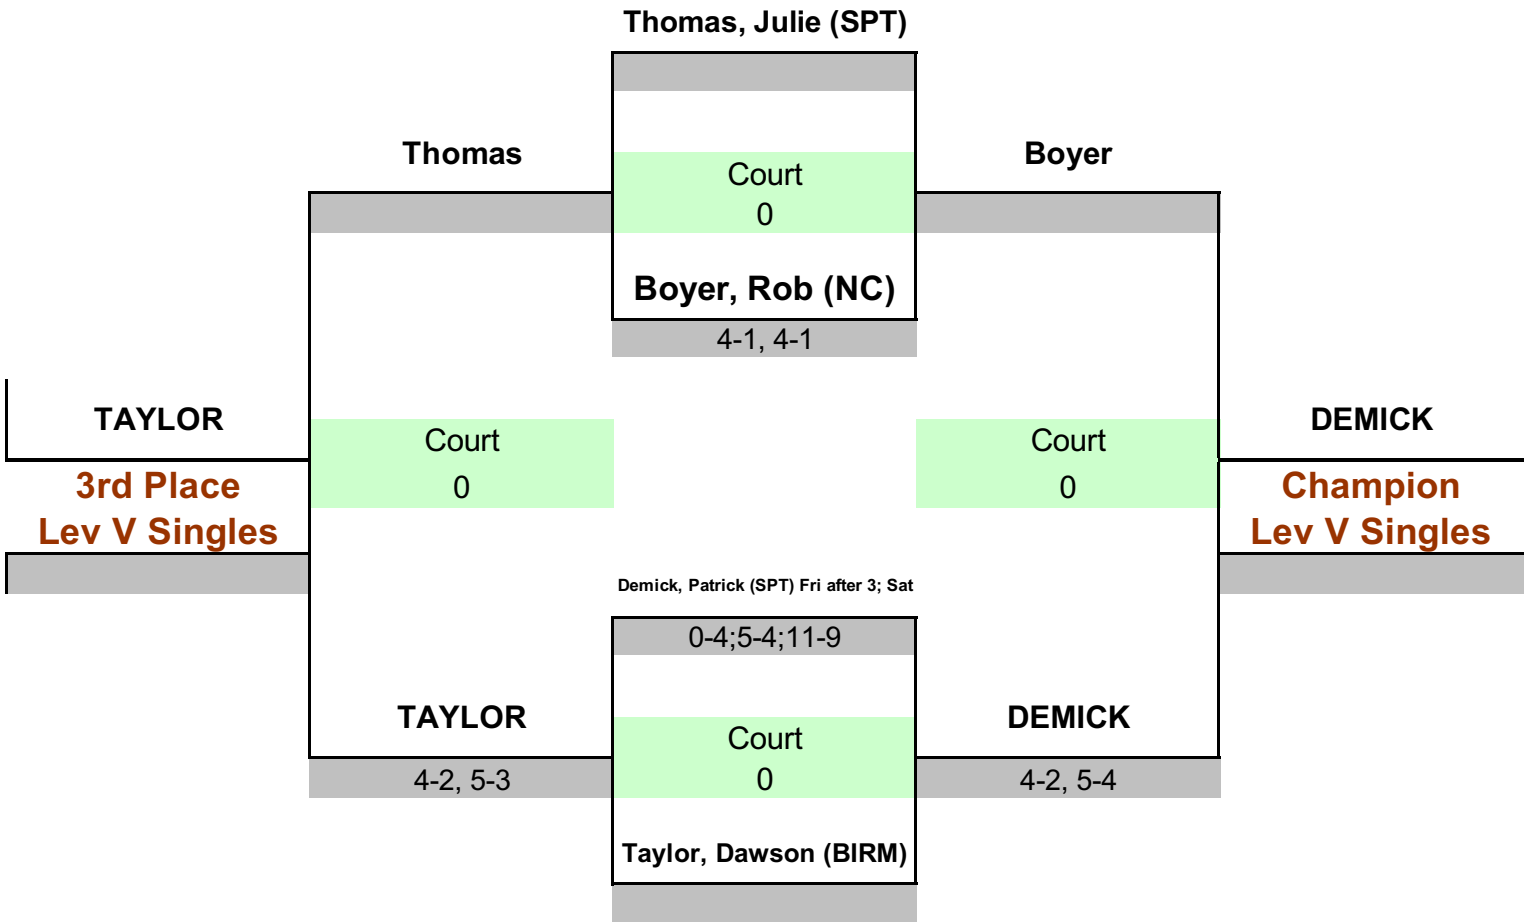 Thomas, Julie (SPT)
Thomas
Boyer
Court
0
Boyer, Rob (NC)
4-1, 4-1
TAYLOR
DEMICK
Court
0
Court
0
3rd Place
Lev V Singles
Champion
Lev V Singles
Demick, Patrick (SPT) Fri after 3; Sat
0-4;5-4;11-9
TAYLOR
DEMICK
Court
0
4-2, 5-3
4-2, 5-4
Taylor, Dawson (BIRM)